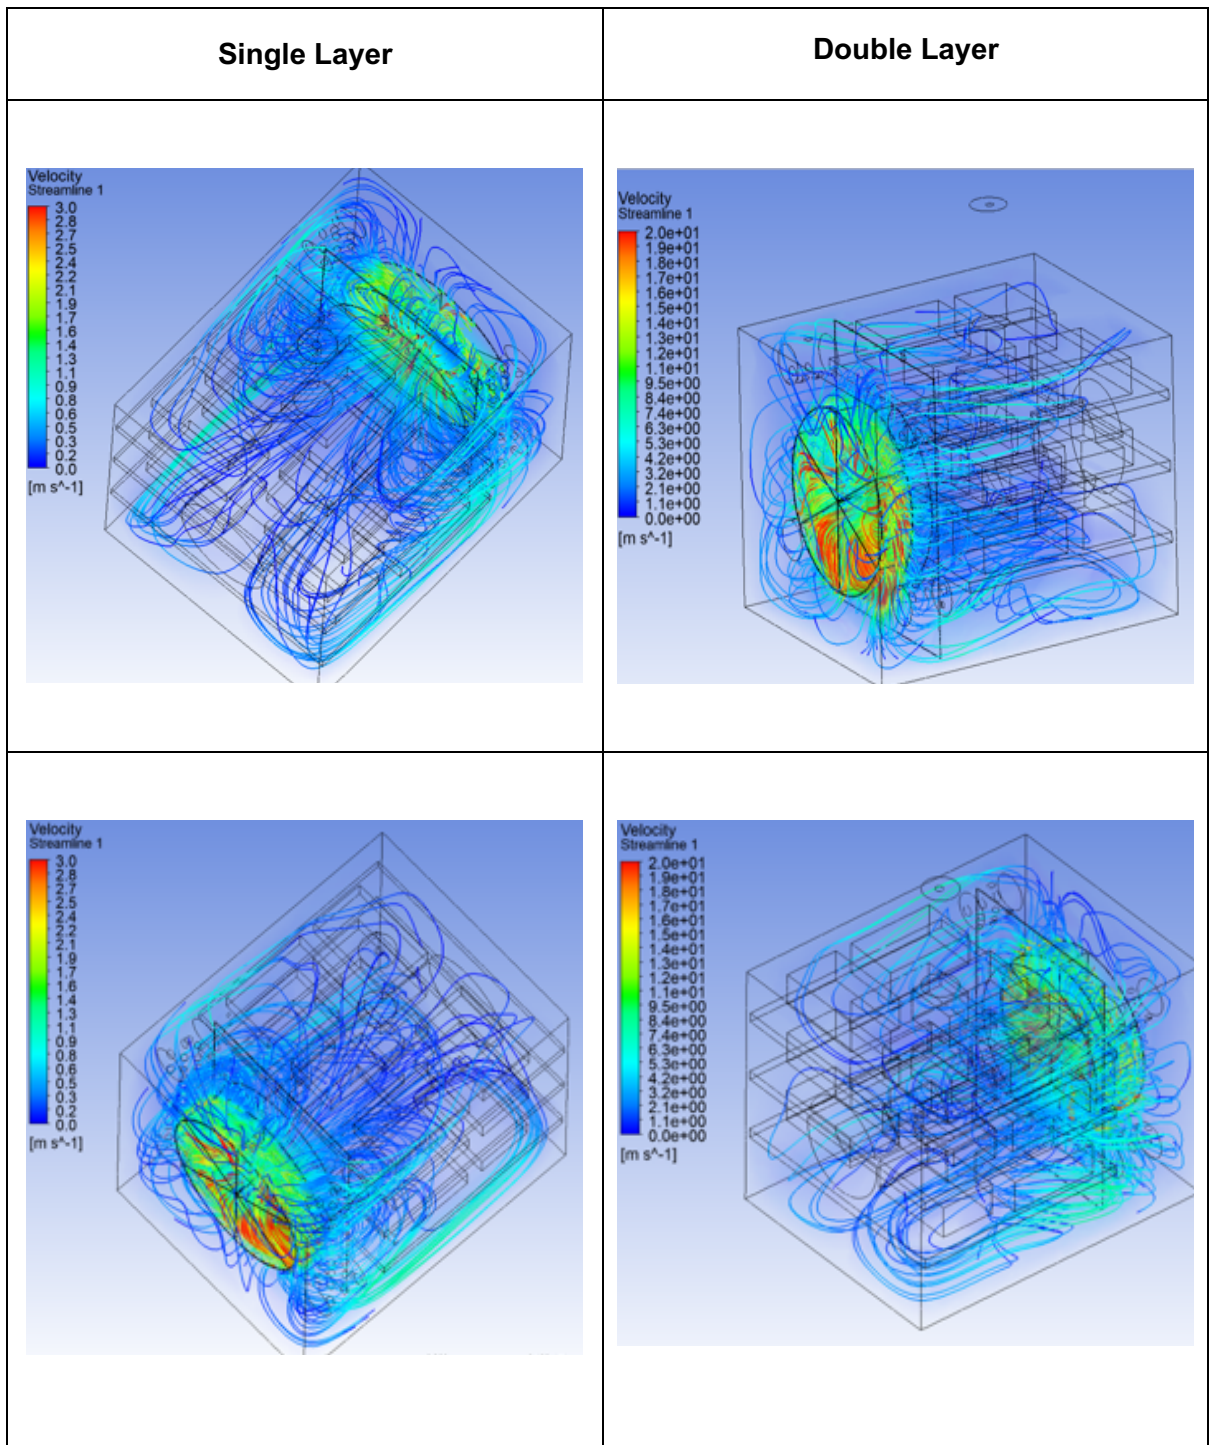 Single Layer
Double Layer
Velocity
Streamline 1
3.0
2.8
2.7
2.5
2.4
2.2
2.1
1.9
1.7
1.6
1.4
1.3
1.1
0.9
0.8
0.6
0.5
0.3
0.2
0.0
[m s^-1]
Velocity
Streamline 1
2.0e+01
1.9e+01
1.8e+01
1.7e+01
1.6e+01
1.5e+01
1.4e+01
1.3e+01
1.2e+01
1.1e+01
9.5e+00
8.4e+00
7.4e+00
6.3e+00
5.3e+00
4.2e+00
3.2e+00
2.1e+00
1.1e+00
0.0e+00
[m s^-1]
Velocity
Streamline 1
3.0
2.8
2.7
2.5
2.4
2.2
2.1
1.9
1.7
1.6
1.4
1.3
1.1
0.9
0.8
0.6
0.5
0.3
0.2
0.0
[m s^-1]
Velocity
Streamline 1
2.0e+01
1.9e+01
1.8e+01
1.7e+01
1.6e+01
1.5e+01
1.4e+01
1.3e+01
1.2e+01
1.1e+01
9.5e+00
8.4e+00
7.4e+00
6.3e+00
5.3e+00
4.2e+00
3.2e+00
2.1e+00
1.1e+00
0.0e+00
[m s^-1]